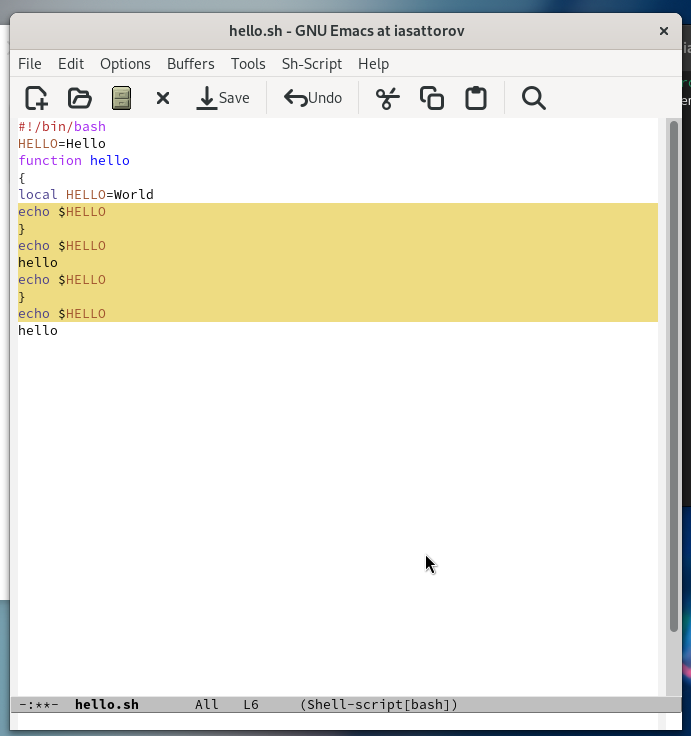 hello.sh - GNU Emacs at iasattorov
File Edit Options Buffers Tools Sh-Script Help
Save Undo
#!/bin/bash
HELLO=Hello
function hello
{
local HELLO=World
echo $HELLO
}
echo $HELLO
hello
echo $HELLO
}
echo $HELLO
hello
-:**- hello.sh All L6 (Shell-script[bash])